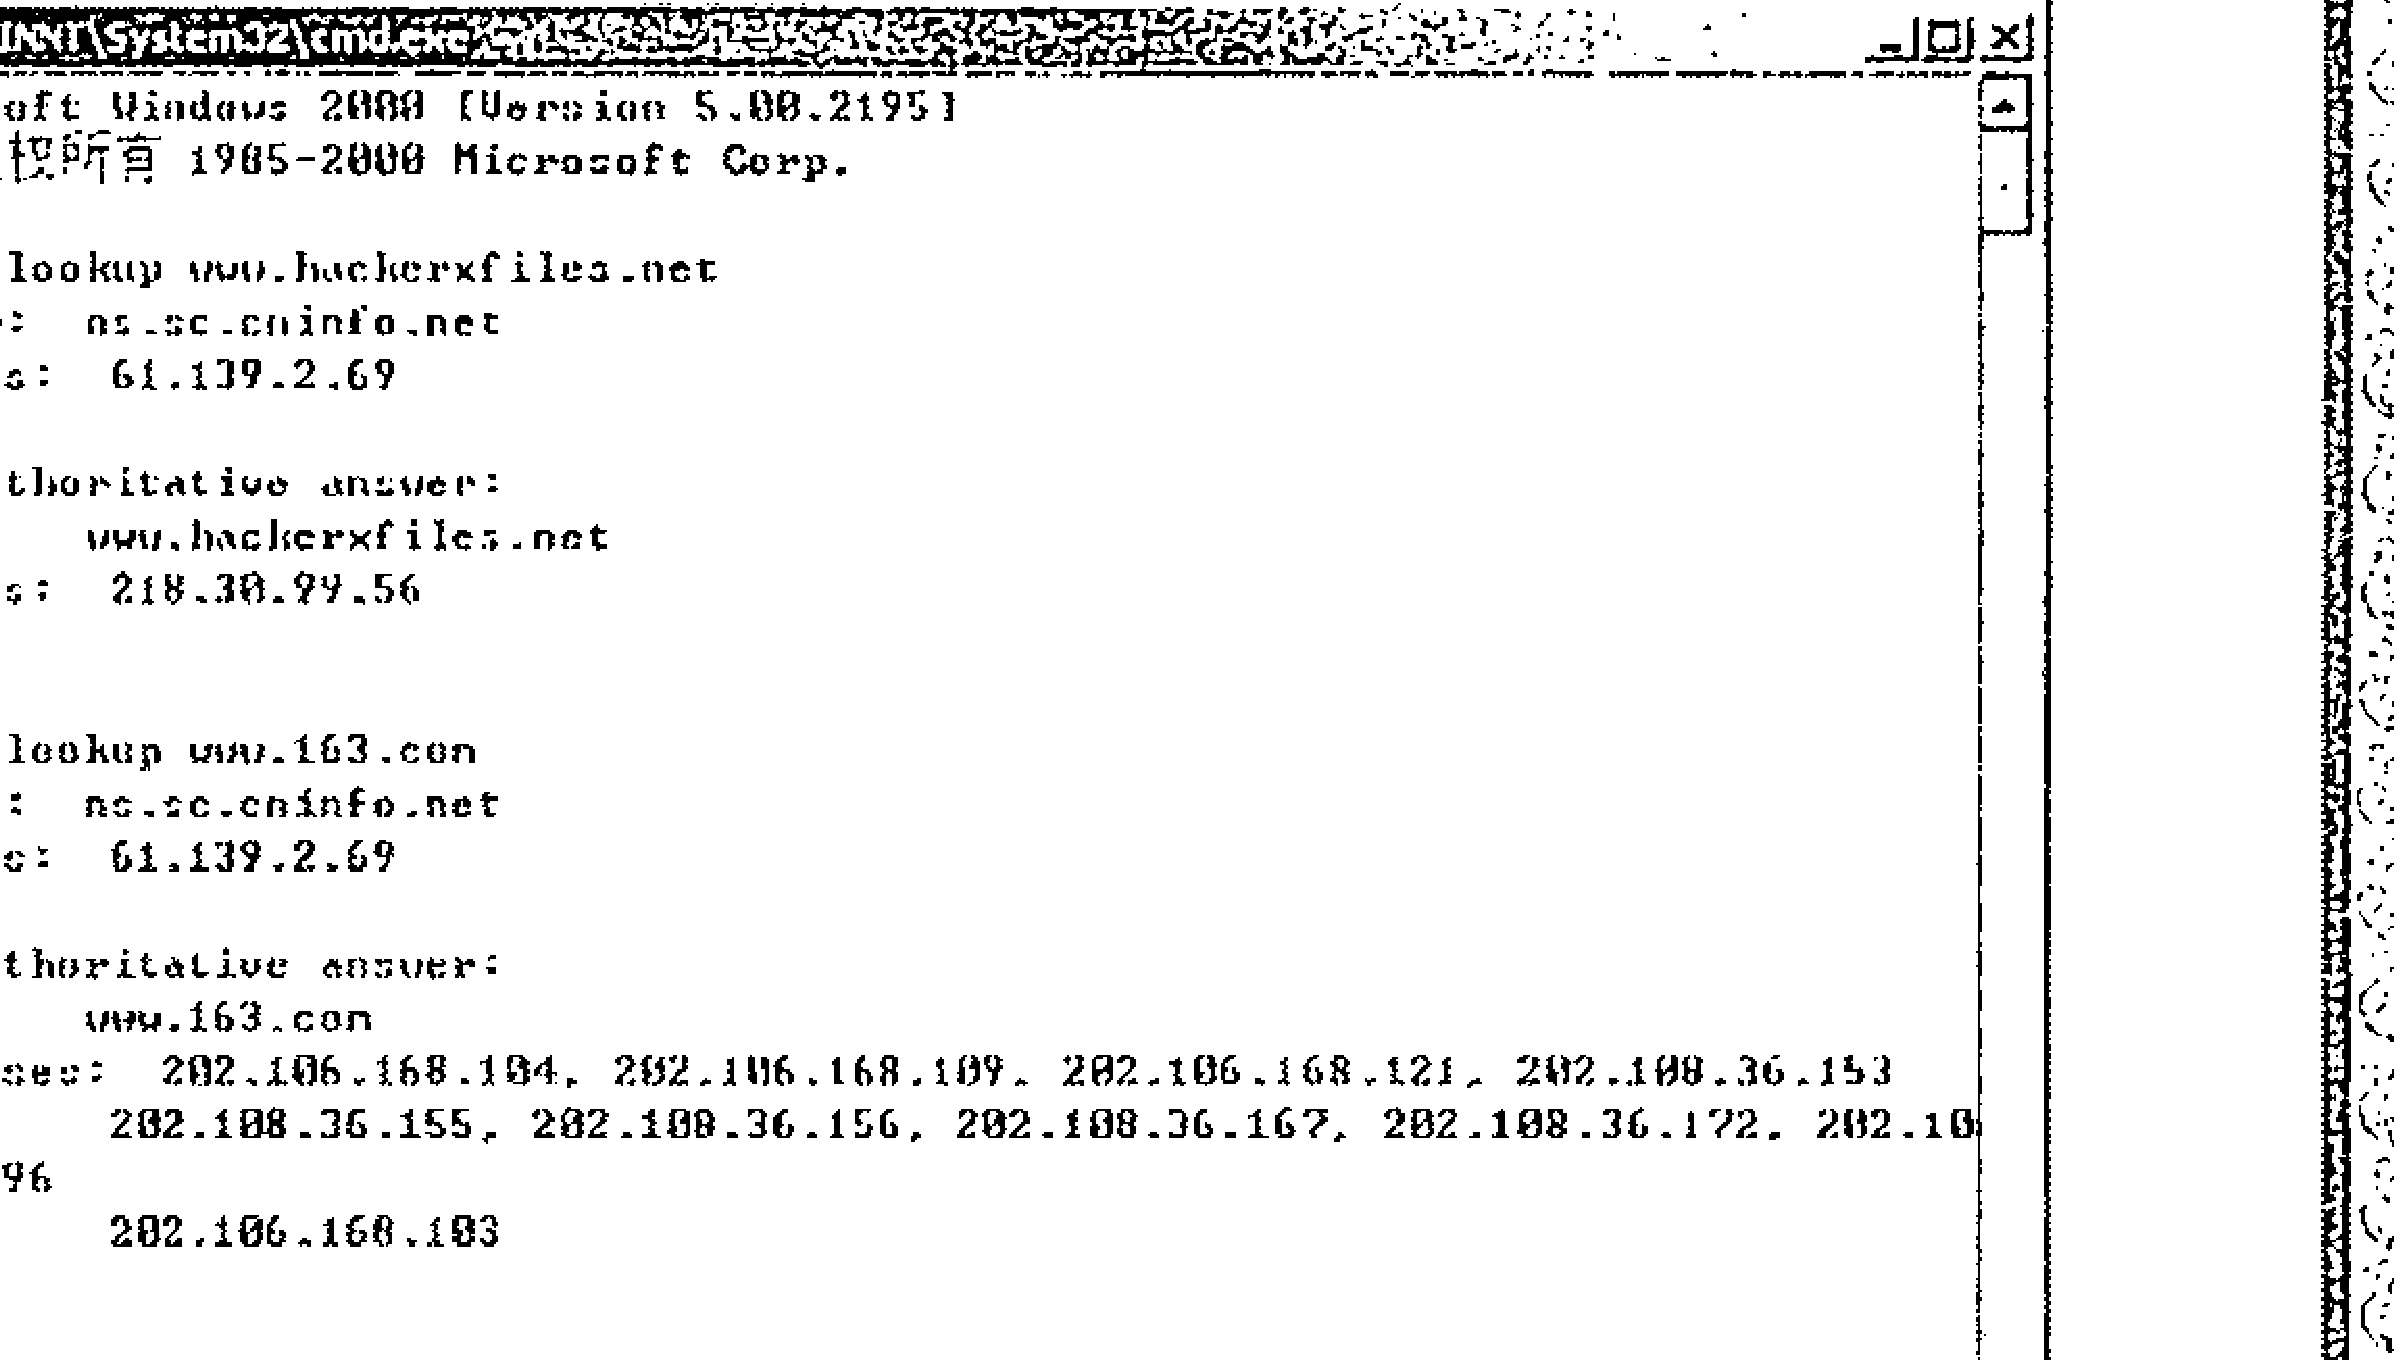 \System32\cmd.exe
oft Windows 2000 [Version 5.00.2195]
权所有 1985-2000 Microsoft Corp.
lookup www.hackerxfiles.net
: ns.sc.cninfo.net
s: 61.139.2.69
thoritative answer:
www.hackerxfiles.net
s: 218.30.99.56
lookup www.163.com
: ns.sc.cninfo.net
s: 61.139.2.69
thoritative answer:
www.163.com
ses: 202.106.168.104, 202.106.168.109, 202.106.168.121, 202.108.36.153
202.108.36.155, 202.108.36.156, 202.108.36.167, 202.108.36.172, 202.10
96
202.106.168.103